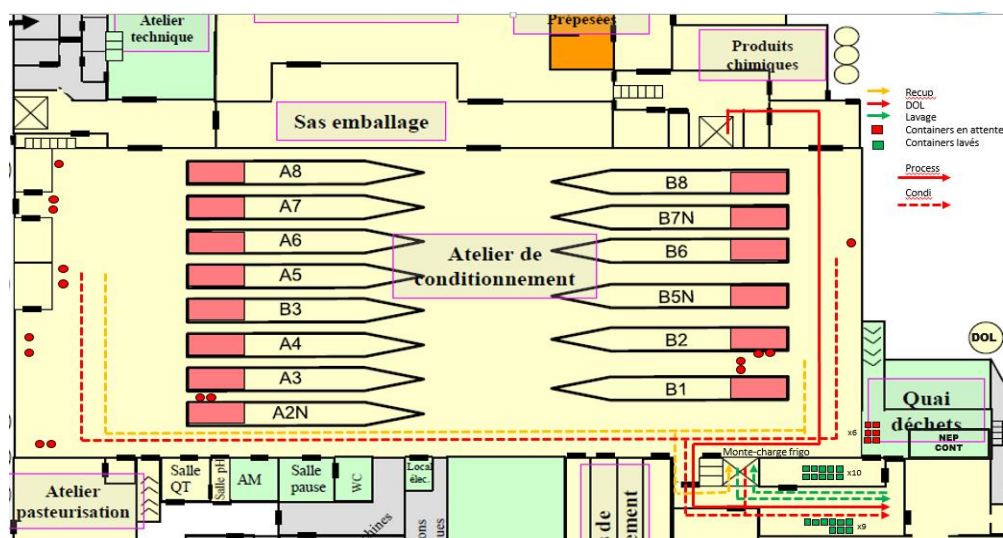 Atelier
technique
Prépesées
Produits
chimiques
Recup
DOL
Lavage
Containers en attente
Containers lavés
Process
Condi
Sas emballage
A8
A7
A6
A5
B3
A4
A3
A2N
Atelier de
conditionnement
B8
B7N
B6
B5N
B2
B1
DOL
Quai
déchets
x6
NEP
CONT
Monte-charge frigo
x10
x9
Atelier
pasteurisation
Salle
QT
Salle pH
AM
Salle
pause
WC
Local
élec.